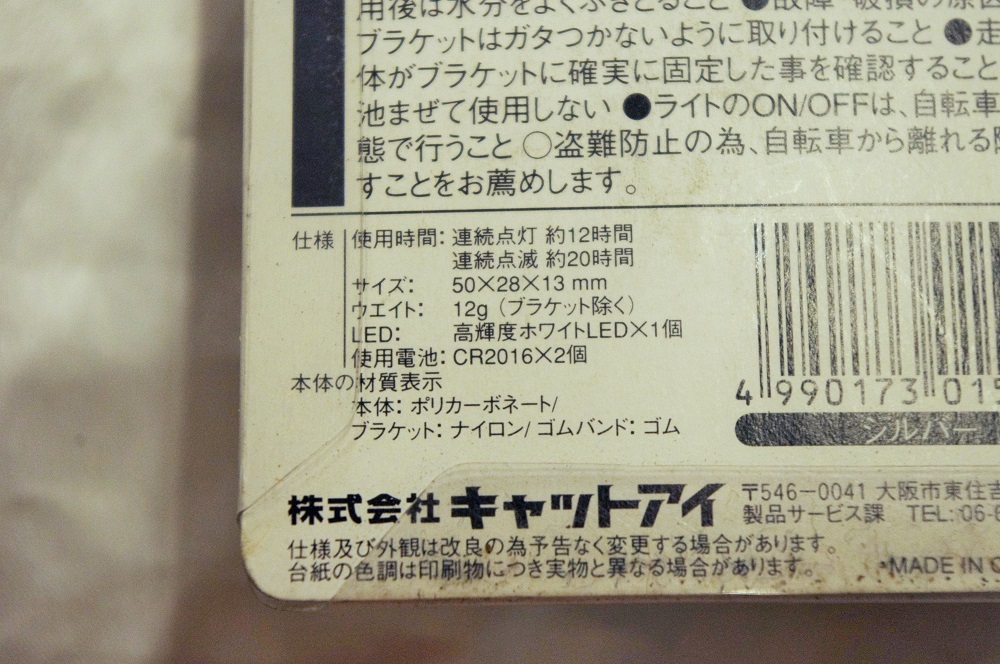 用後は水分をよくふきとること ●故障・破損の原因
ブラケットはガタつかないように取り付けること ●走
体がブラケットに確実に固定した事を確認すること
池まぜて使用しない ●ライトのON/OFFは、自転車
態で行うこと ○盗難防止の為、自転車から離れる
すことをお薦めします。
仕様 使用時間: 連続点灯 約12時間
連続点滅 約20時間
サイズ: 50×28×13 mm
ウエイト: 12g (ブラケット除く)
LED: 高輝度ホワイトLED×1個
使用電池: CR2016×2個
本体の材質表示
本体: ポリカーボネート/
ブラケット: ナイロン/ ゴムバンド: ゴム
4 990173 015
シルバー
株式会社 キャットアイ 〒546-0041 大阪市東住吉
製品サービス課 TEL:06-6
仕様及び外観は改良の為予告なく変更する場合があります。
台紙の色調は印刷物につき実物と異なる場合があります。 MADE IN C